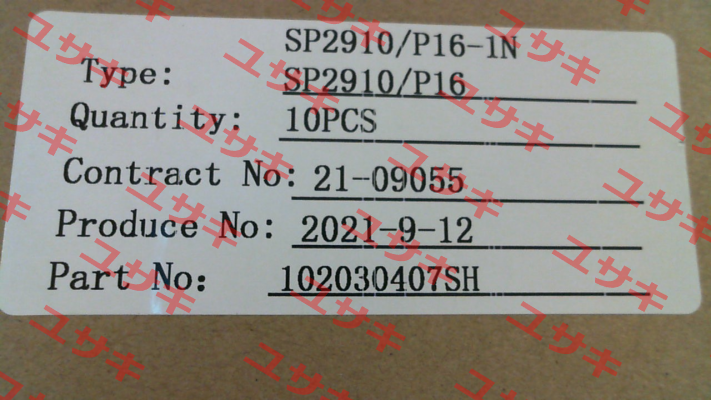 SP2910/P16-1N
Type: SP2910/P16
Quantity: 10PCS
Contract No: 21-09055
Produce No: 2021-9-12
Part No: 102030407SH
ユサキ